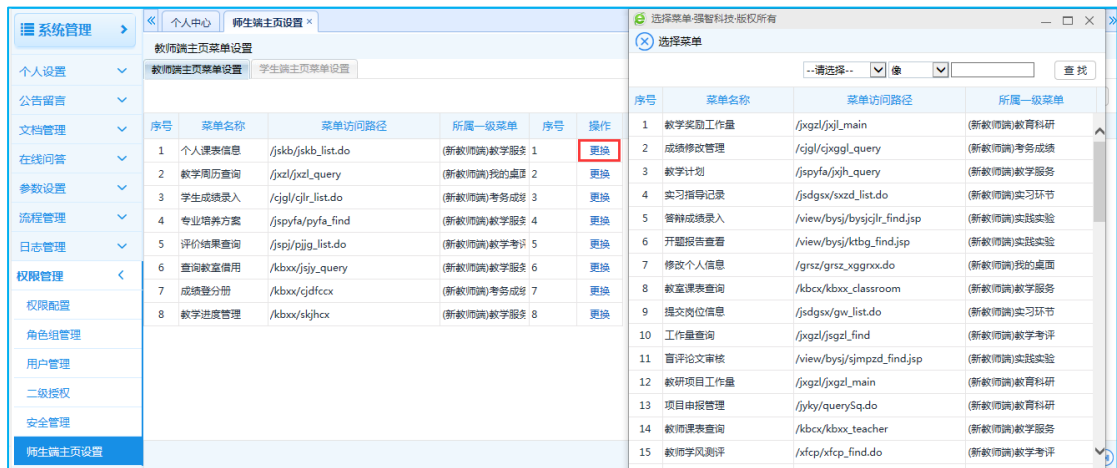 系统管理
个人设置
公告留言
文档管理
在线问答
参数设置
流程管理
日志管理
权限管理
权限配置
角色组管理
用户管理
二级授权
安全管理
师生端主页设置
个人中心 师生端主页设置 ×
教师端主页菜单设置
教师端主页菜单设置 学生端主页菜单设置
序号 菜单名称 菜单访问路径 所属一级菜单 序号 操作
1 个人课表信息 /jskb/jskb_list.do (新教师端)教学服务 1 更换
2 教学周历查询 /jxzl/jxzl_query (新教师端)我的桌面 2 更换
3 学生成绩录入 /cjgl/cjlr_list.do (新教师端)考务成绩 3 更换
4 专业培养方案 /jspyfa/pyfa_find (新教师端)教学服务 4 更换
5 评价结果查询 /jspj/pjjg_list.do (新教师端)教学考评 5 更换
6 查询教室借用 /kbxx/jsjy_query (新教师端)教学服务 6 更换
7 成绩登分册 /kbxx/cjdfccx (新教师端)考务成绩 7 更换
8 教学进度管理 /kbxx/skjhcx (新教师端)教学服务 8 更换
选择菜单-强智科技-版权所有
选择菜单
--请选择-- 像 查 找
序号 菜单名称 菜单访问路径 所属一级菜单
1 教学奖励工作量 /jxgzl/jxjl_main (新教师端)教育科研
2 成绩修改管理 /cjgl/cjxggl_query (新教师端)考务成绩
3 教学计划 /jspyfa/jxjh_query (新教师端)教学服务
4 实习指导记录 /jsdgsx/sxzd_list.do (新教师端)实习环节
5 答辩成绩录入 /view/bysj/bysjcjlr_find.jsp (新教师端)实践实验
6 开题报告查看 /view/bysj/ktbg_find.jsp (新教师端)实践实验
7 修改个人信息 /grsz/grsz_xggrxx.do (新教师端)我的桌面
8 教室课表查询 /kbcx/kbxx_classroom (新教师端)教学服务
9 提交岗位信息 /jsdgsx/gw_list.do (新教师端)实习环节
10 工作量查询 /jxgzl/jsgzl_find (新教师端)教学考评
11 盲评论文审核 /view/bysj/sjmpzd_find.jsp (新教师端)实践实验
12 教研项目工作量 /jxgzl/jxgzl_main (新教师端)教育科研
13 项目申报管理 /jyky/querySq.do (新教师端)教育科研
14 教师课表查询 /kbcx/kbxx_teacher (新教师端)教学服务
15 教师学风测评 /xfcp/xfcp_find.do (新教师端)教学考评